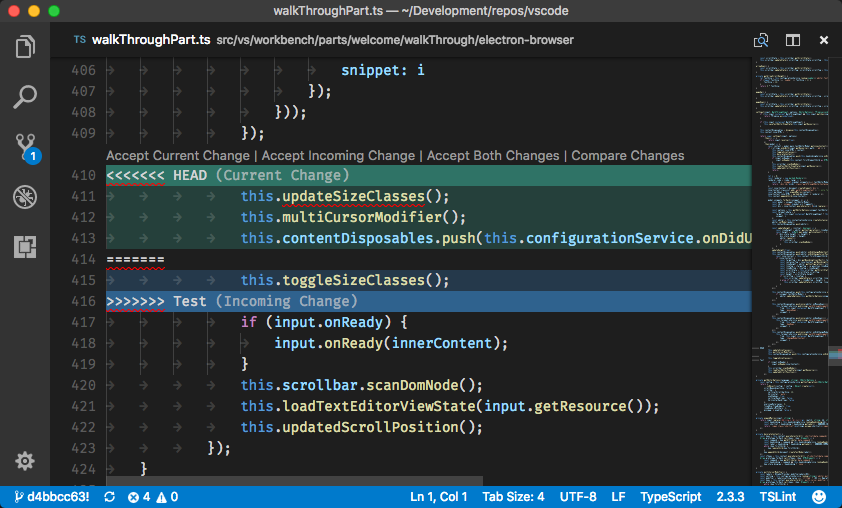 walkThroughPart.ts — ~/Development/repos/vscode
TS walkThroughPart.ts src/vs/workbench/parts/welcome/walkThrough/electron-browser
406 snippet: i
407 });
408 }));
409 });
Accept Current Change | Accept Incoming Change | Accept Both Changes | Compare Changes
410 <<<<<<< HEAD (Current Change)
411 this.updateSizeClasses();
412 this.multiCursorModifier();
413 this.contentDisposables.push(this.configurationService.onDidU
414 =======
415 this.toggleSizeClasses();
416 >>>>>>> Test (Incoming Change)
417 if (input.onReady) {
418 input.onReady(innerContent);
419 }
420 this.scrollbar.scanDomNode();
421 this.loadTextEditorViewState(input.getResource());
422 this.updatedScrollPosition();
423 });
424 }
1
d4bbcc63! 4 0 Ln 1, Col 1 Tab Size: 4 UTF-8 LF TypeScript 2.3.3 TSLint